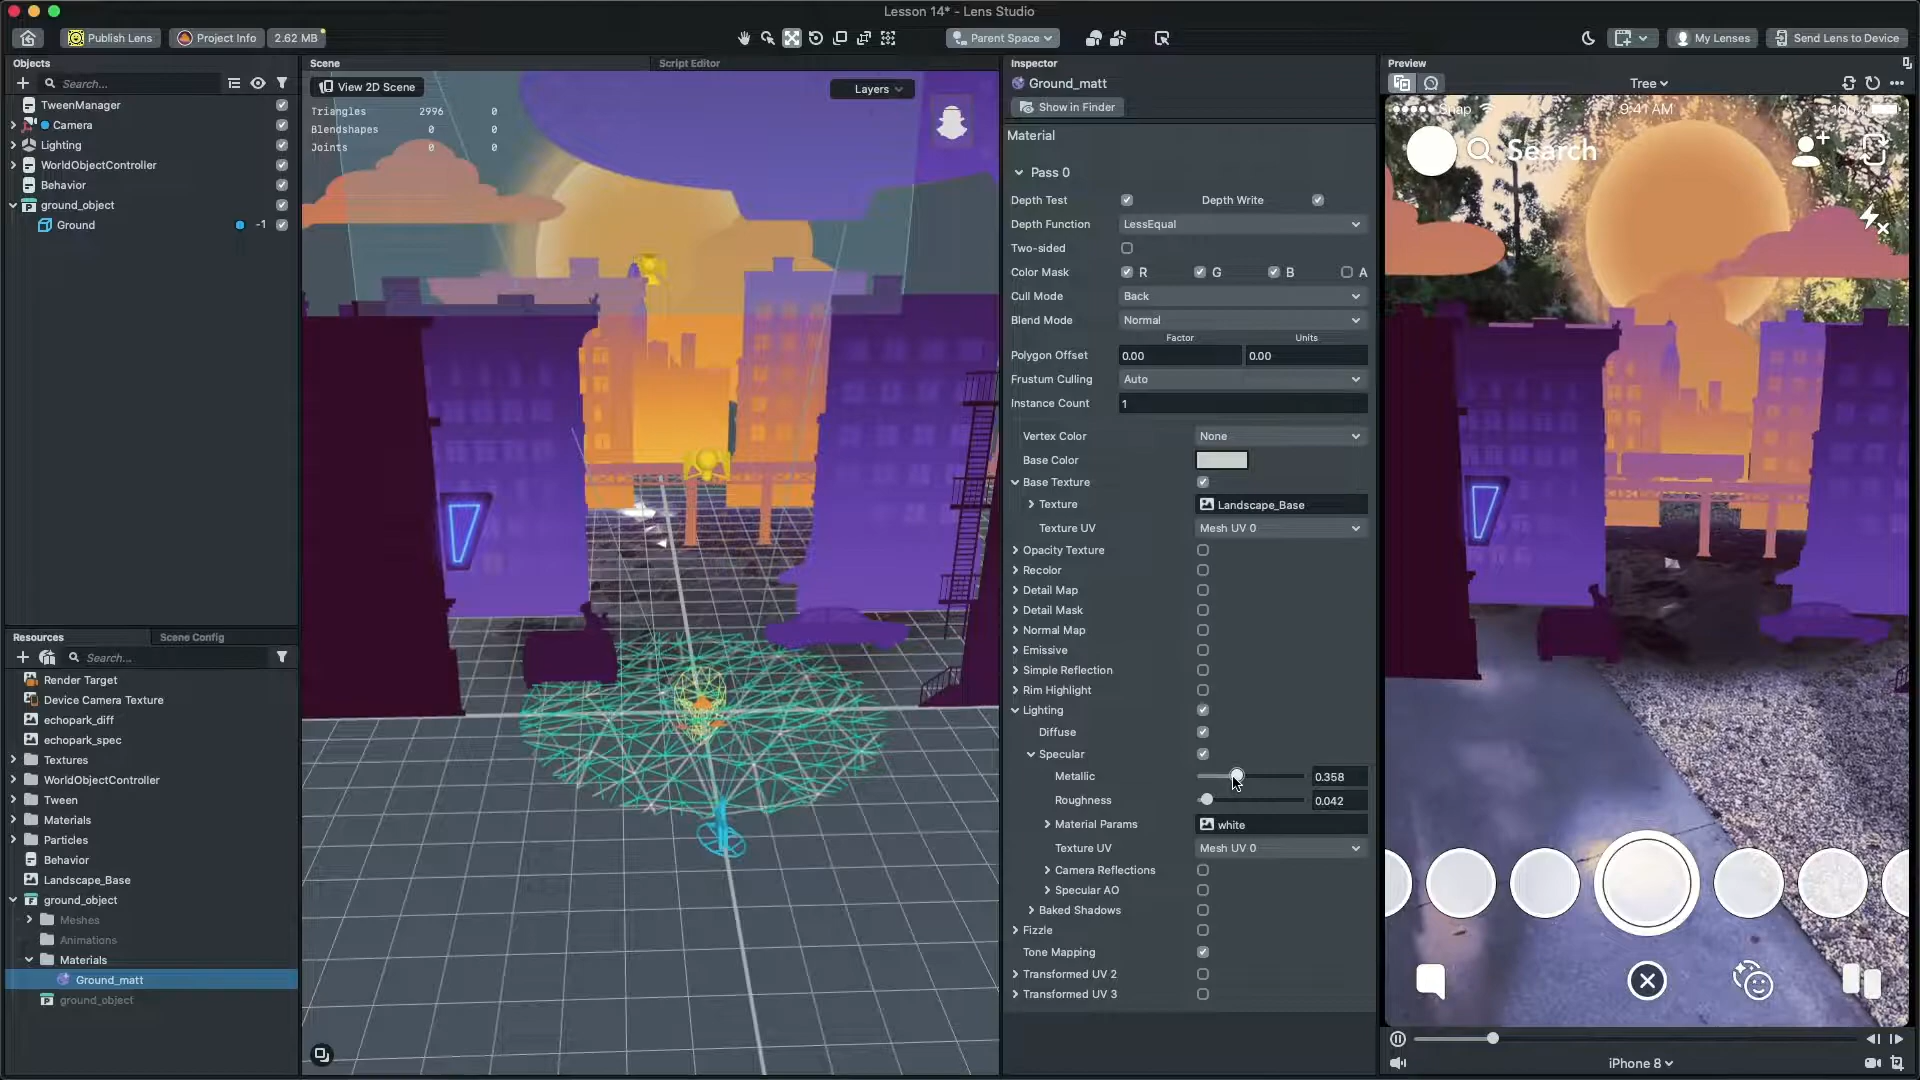 Lesson 14* - Lens Studio
Publish Lens
Project Info
2.62 MB
Parent Space
My Lenses
Send Lens to Device
Objects
Search...
TweenManager
Camera
Lighting
WorldObjectController
Behavior
ground_object
Ground
-1
Resources
Scene Config
Search...
Render Target
Device Camera Texture
echopark_diff
echopark_spec
Textures
WorldObjectController
Tween
Materials
Particles
Behavior
Landscape_Base
ground_object
Meshes
Animations
Materials
Ground_matt
ground_object
Scene
Script Editor
View 2D Scene
Layers
Triangles 2996 0
Blendshapes 0 0
Joints 0 0
Inspector
Ground_matt
Show in Finder
Material
Pass 0
Depth Test
Depth Write
Depth Function LessEqual
Two-sided
Color Mask R G B A
Cull Mode Back
Blend Mode Normal
Factor Units
Polygon Offset 0.00 0.00
Frustum Culling Auto
Instance Count 1
Vertex Color None
Base Color
Base Texture
Texture Landscape_Base
Texture UV Mesh UV 0
Opacity Texture
Recolor
Detail Map
Detail Mask
Normal Map
Emissive
Simple Reflection
Rim Highlight
Lighting
Diffuse
Specular
Metallic 0.358
Roughness 0.042
Material Params white
Texture UV Mesh UV 0
Camera Reflections
Specular AO
Baked Shadows
Fizzle
Tone Mapping
Transformed UV 2
Transformed UV 3
Preview
Tree
Snap
9:41 AM
100%
Search
iPhone 8